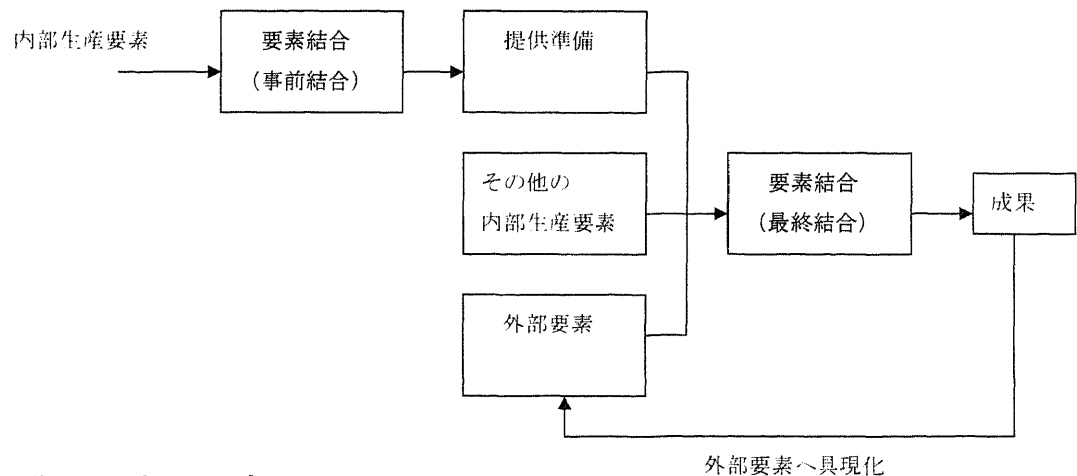 内部生産要素
要素結合
（事前結合）
提供準備
その他の
内部生産要素
外部要素
要素結合
（最終結合）
成果
外部要素へ具現化